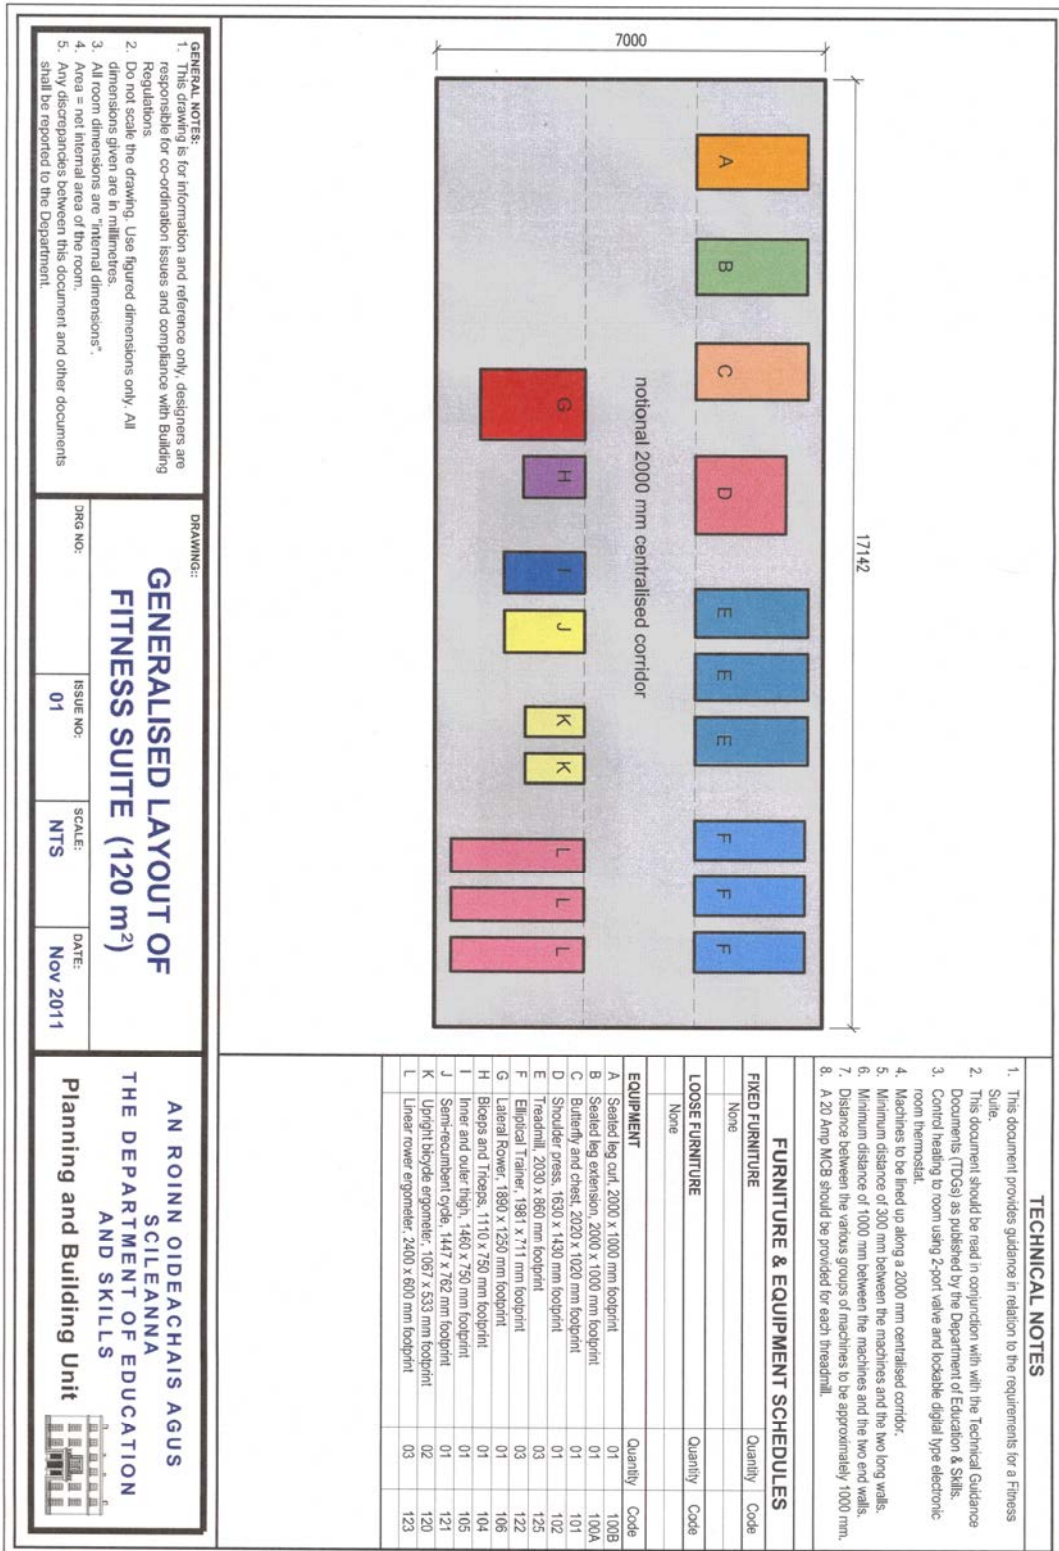 7000
17142
A
B
C
D
E
E
E
F
F
F
notional 2000 mm centralised corridor
G
H
I
J
K
K
L
L
L
TECHNICAL NOTES
1. This document provides guidance in relation to the requirements for a Fitness
Suite.
2. This document should be read in conjunction with with the Technical Guidance
Documents (TDGs) as published by the Department of Education & Skills.
3. Control heating to room using 2-port valve and lockable digital type electronic
room thermostat.
4. Machines to be lined up along a 2000 mm centralised corridor.
5. Minimum distance of 300 mm between the machines and the two long walls.
6. Minimum distance of 1000 mm between the machines and the two end walls.
7. Distance between the various groups of machines to be approximately 1000 mm.
8. A 20 Amp MCB should be provided for each threadmill.
FURNITURE & EQUIPMENT SCHEDULES
FIXED FURNITURE Quantity Code
None
LOOSE FURNITURE Quantity Code
None
EQUIPMENT Quantity Code
A Seated leg curl, 2000 x 1000 mm footprint 01 100B
B Seated leg extension, 2000 x 1000 mm footprint 01 100A
C Butterfly and chest, 2020 x 1020 mm footprint 01 101
D Shoulder press, 1630 x 1430 mm footprint 01 102
E Treadmill, 2030 x 860 mm footprint 03 125
F Elliptical Trainer, 1981 x 711 mm footprint 03 122
G Lateral Rower, 1890 x 1250 mm footprint 01 106
H Biceps and Triceps, 1110 x 750 mm footprint 01 104
I Inner and outer thigh, 1460 x 750 mm footprint 01 105
J Semi-recumbent cycle, 1447 x 762 mm footprint 01 121
K Upright bicycle ergometer, 1067 x 533 mm footprint 02 120
L Linear rower ergometer, 2400 x 600 mm footprint 03 123
GENERAL NOTES:
1. This drawing is for information and reference only, designers are
responsible for co-ordination issues and compliance with Building
Regulations.
2. Do not scale the drawing. Use figured dimensions only. All
dimensions given are in millimetres.
3. All room dimensions are "internal dimensions".
4. Area = net internal area of the room.
5. Any discrepancies between this document and other documents
shall be reported to the Department.
DRAWING::
GENERALISED LAYOUT OF
FITNESS SUITE (120 m²)
DRG NO:
ISSUE NO:
01
SCALE:
NTS
DATE:
Nov 2011
AN ROINN OIDEACHAIS AGUS
SCILEANNA
THE DEPARTMENT OF EDUCATION
AND SKILLS
Planning and Building Unit